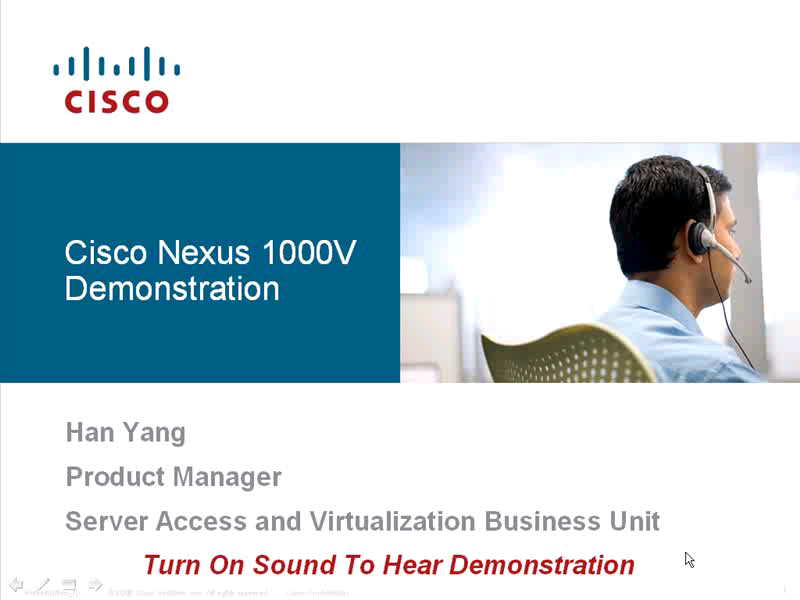 CISCO
Cisco Nexus 1000V
Demonstration
Han Yang
Product Manager
Server Access and Virtualization Business Unit
Turn On Sound To Hear Demonstration